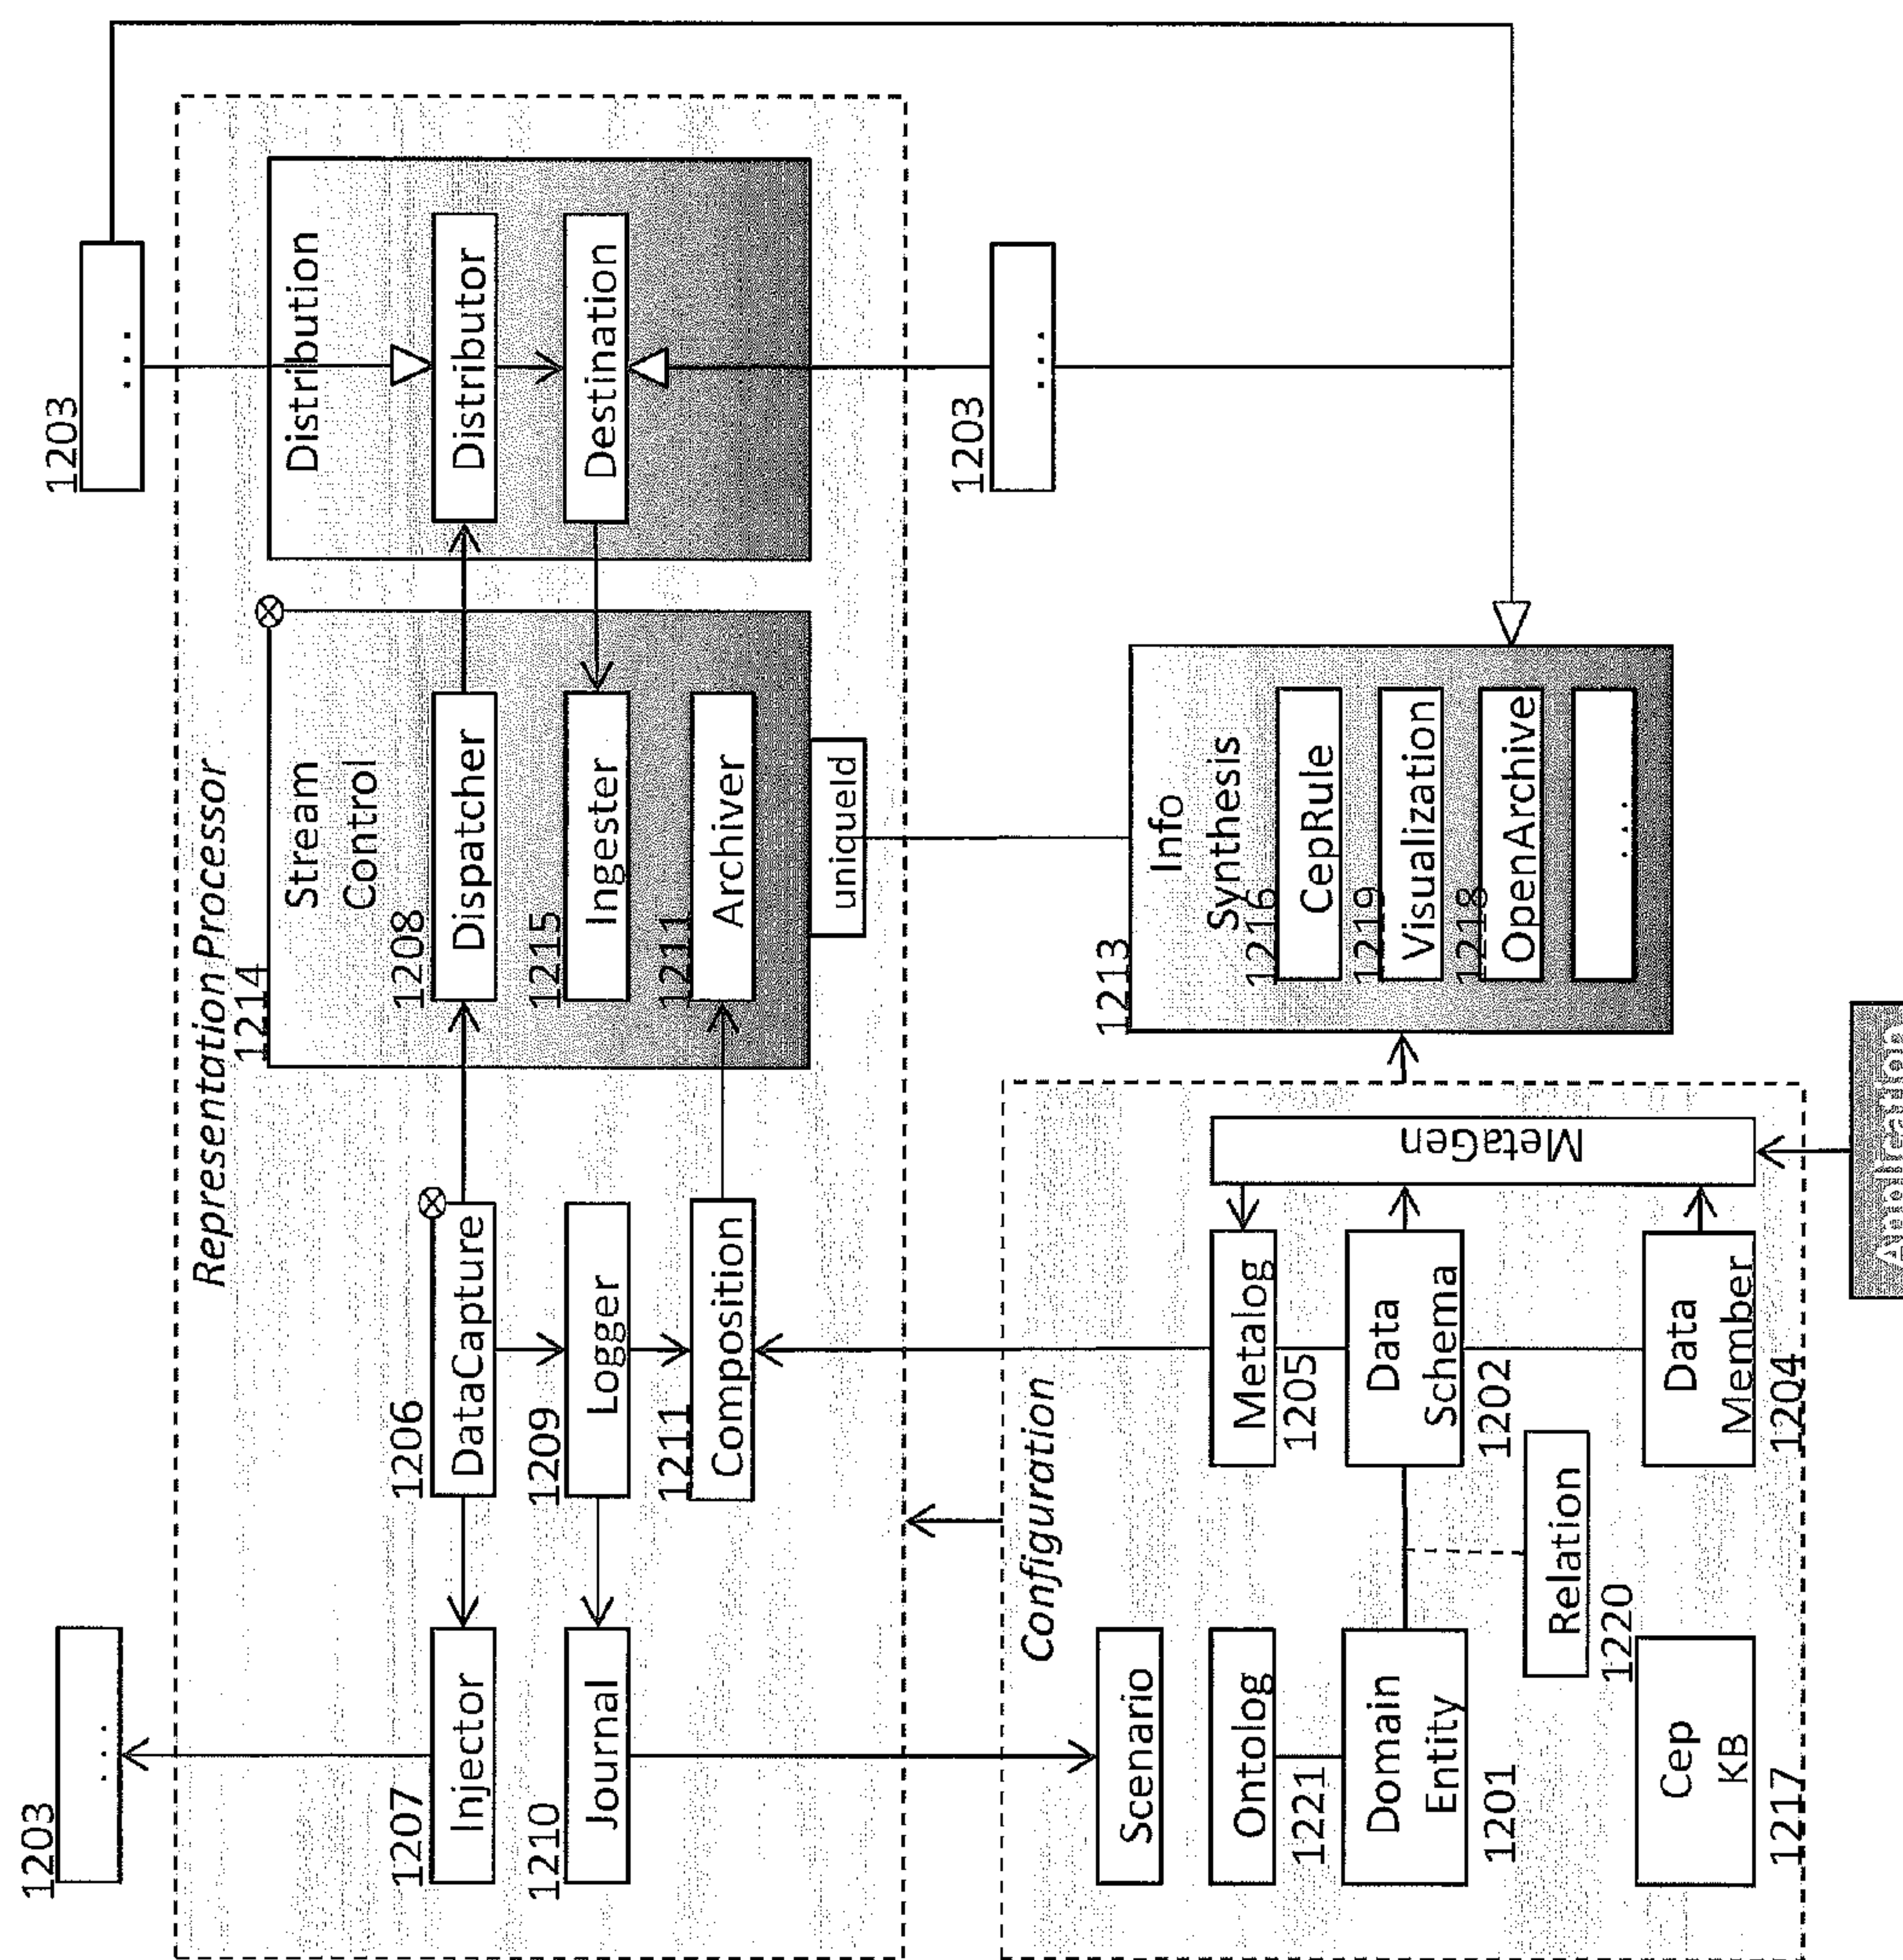 1203
...
Representation Processor
1207
Injector
1206
DataCapture
1208
Dispatcher
1214
Stream
Control
Distribution
Distributor
1203
...
1210
Journal
1209
Logger
1215
Ingester
Destination
1211
Composition
1211
Archiver
uniqueId
1203
...
Configuration
Scenario
Ontolog
1221
Domain
Entity
1201
Metalog
1205
Data
Schema
1202
Relation
1220
Cep
KB
1217
Data
Member
1204
MetaGen
Application
1213
Info
Synthesis
1216
CepRule
1219
Visualization
1218
OpenArchive
...